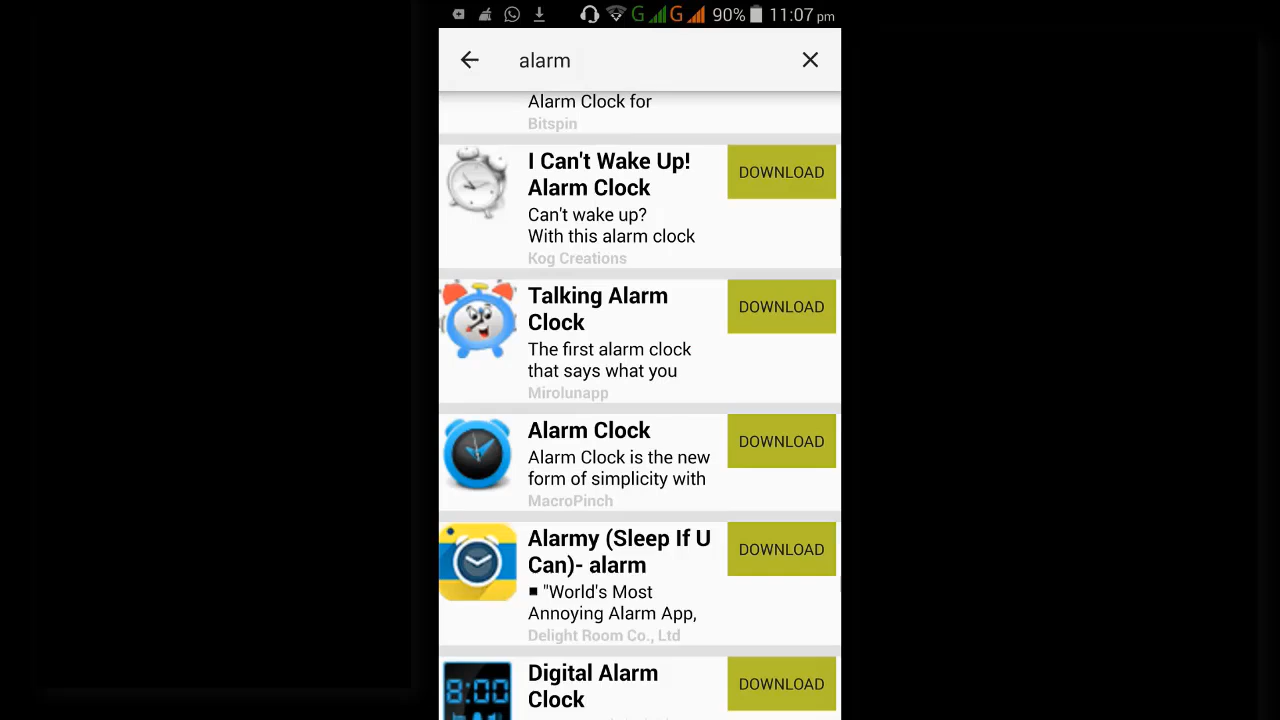 G G 90% 11:07 pm
alarm
Alarm Clock for
Bitspin
I Can't Wake Up!
Alarm Clock
DOWNLOAD
Can't wake up?
With this alarm clock
Kog Creations
Talking Alarm
Clock
DOWNLOAD
The first alarm clock
that says what you
Mirolunapp
Alarm Clock
DOWNLOAD
Alarm Clock is the new
form of simplicity with
MacroPinch
Alarmy (Sleep If U
Can)- alarm
DOWNLOAD
■ "World's Most
Annoying Alarm App,
Delight Room Co., Ltd
Digital Alarm
Clock
DOWNLOAD
8:00